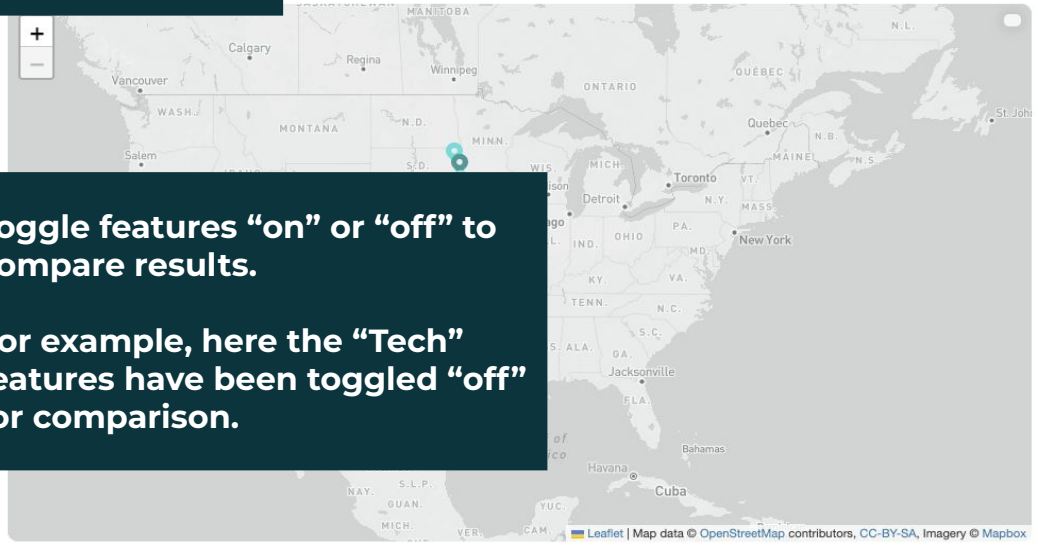 MANITOBA
N.L.
+
−
Calgary
Regina
Winnipeg
Vancouver
ONTARIO
QUÉBEC
WASH.
MONTANA
N.D.
MINN.
Quebec
N.B.
St. John
Salem
S.D.
WIS.
MICH.
MAINE
N.S.
Toronto
VT.
Detroit
N.Y.
MASS.
oggle features “on” or “off” to
ompare results.
ago
IND.
OHIO
PA.
New York
MD.
KY.
VA.
TENN.
N.C.
or example, here the “Tech”
eatures have been toggled “off”
or comparison.
S.C.
S.
ALA.
GA.
Jacksonville
FLA.
of
ico
Bahamas
Havana
Cuba
NAY.
S.L.P.
GUAN.
YUC.
MICH.
VER.
CAM.
Leaflet | Map data © OpenStreetMap contributors, CC-BY-SA, Imagery © Mapbox